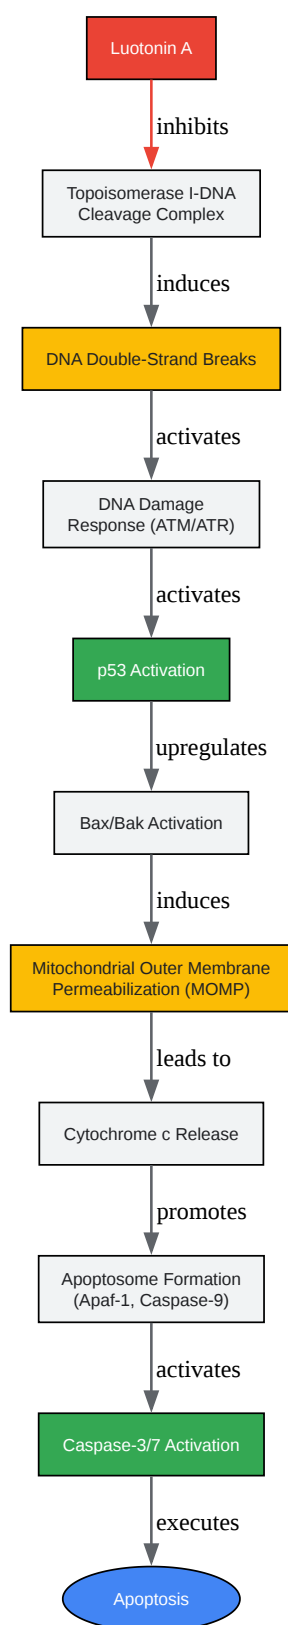 Luotonin A
inhibits
Topoisomerase I-DNA
Cleavage Complex
induces
DNA Double-Strand Breaks
activates
DNA Damage
Response (ATM/ATR)
activates
p53 Activation
upregulates
Bax/Bak Activation
induces
Mitochondrial Outer Membrane
Permeabilization (MOMP)
leads to
Cytochrome c Release
promotes
Apoptosome Formation
(Apaf-1, Caspase-9)
activates
Caspase-3/7 Activation
executes
Apoptosis